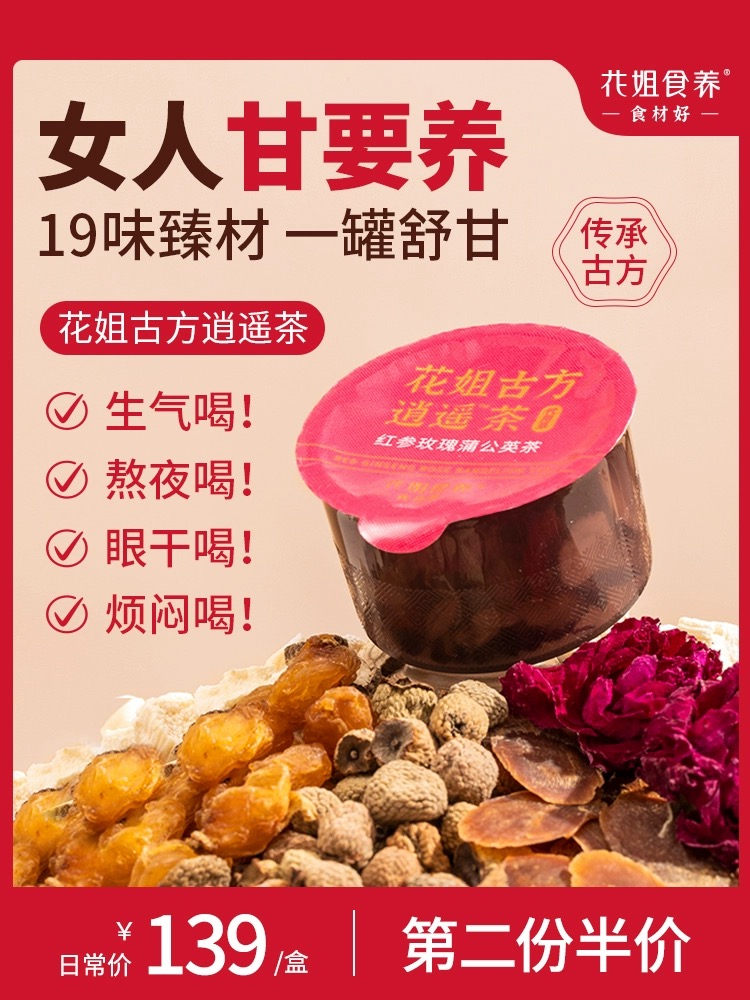 花姐食养®
食材好
女人甘要养
19味臻材 一罐舒甘
传承
古方
花姐古方逍遥茶
生气喝!
熬夜喝!
眼干喝!
烦闷喝!
花姐古方
逍遥茶
红参玫瑰蒲公英茶
¥
日常价 139/盒
第二份半价